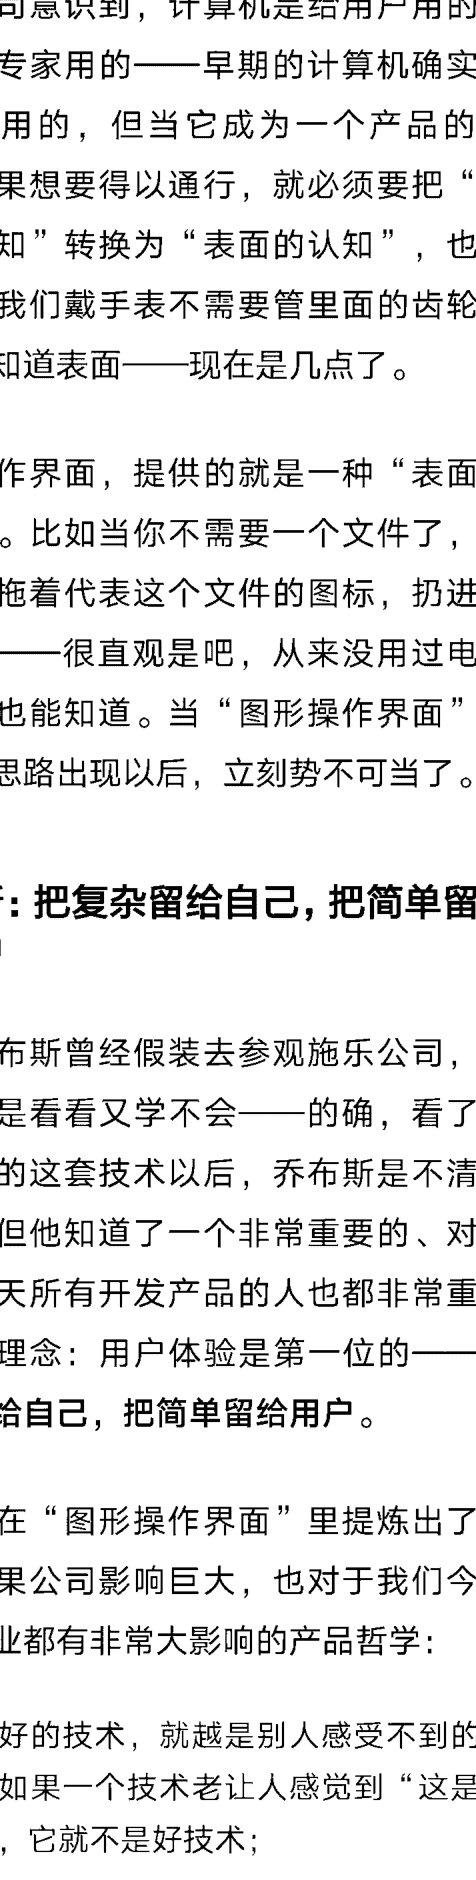 司意识到，计算机是给用户用的
专家用的——早期的计算机确实
用的，但当它成为一个产品的
果想要得以通行，就必须要把“
知”转换为“表面的认知”，也
我们戴手表不需要管里面的齿轮
知道表面——现在是几点了。
作界面，提供的就是一种“表面
。比如当你不需要一个文件了，
拖着代表这个文件的图标，扔进
——很直观是吧，从来没用过电
也能知道。当“图形操作界面”
思路出现以后，立刻势不可当了。
：把复杂留给自己，把简单留
布斯曾经假装去参观施乐公司，
是看看又学不会——的确，看了
的这套技术以后，乔布斯是不清
但他知道了一个非常重要的、对
天所有开发产品的人也都非常重
理念：用户体验是第一位的——
给自己，把简单留给用户。
在“图形操作界面”里提炼出了
果公司影响巨大，也对于我们今
业都有非常大影响的产品哲学：
好的技术，就越是别人感受不到的
如果一个技术老让人感觉到“这是
，它就不是好技术；